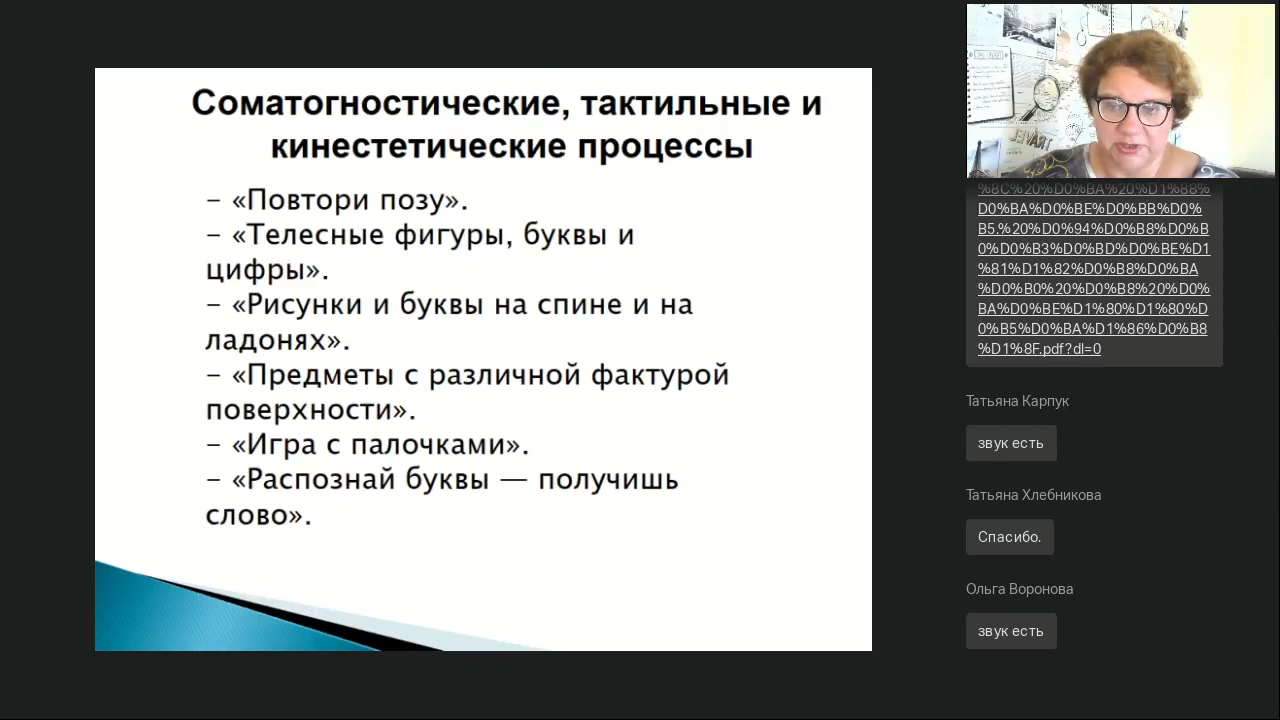 Соматогностические, тактильные и
кинестетические процессы
– «Повтори позу».
– «Телесные фигуры, буквы и
цифры».
– «Рисунки и буквы на спине и на
ладонях».
– «Предметы с различной фактурой
поверхности».
– «Игра с палочками».
– «Распознай буквы — получишь
слово».
%8C%20%D0%BA%20%D1%88%
D0%BA%D0%BE%D0%BB%D0%
B5.%20%D0%94%D0%B8%D0%B
0%D0%B3%D0%BD%D0%BE%D1
%81%D1%82%D0%B8%D0%BA
%D0%B0%20%D0%B8%20%D0%
BA%D0%BE%D1%80%D1%80%D
0%B5%D0%BA%D1%86%D0%B8
%D1%8F.pdf?dl=0
Татьяна Карпук
звук есть
Татьяна Хлебникова
Спасибо.
Ольга Воронова
звук есть